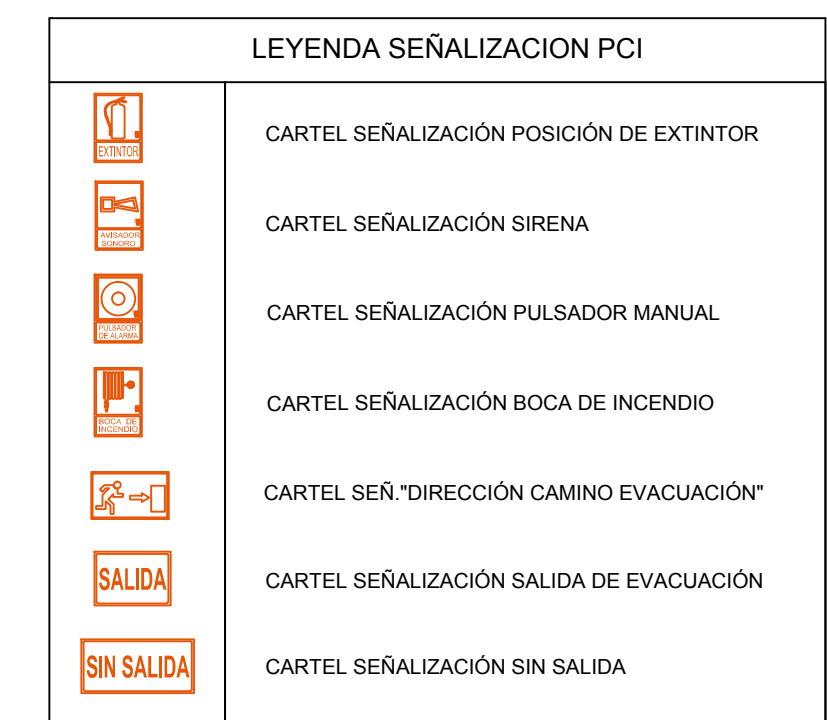 LEYENDA SEÑALIZACION PCI
EXTINTOR
CARTEL SEÑALIZACIÓN POSICIÓN DE EXTINTOR
AVISADOR
SONORO
CARTEL SEÑALIZACIÓN SIRENA
PULSADOR
DE ALARMA
CARTEL SEÑALIZACIÓN PULSADOR MANUAL
BOCA DE
INCENDIO
CARTEL SEÑALIZACIÓN BOCA DE INCENDIO
CARTEL SEÑ."DIRECCIÓN CAMINO EVACUACIÓN"
SALIDA
CARTEL SEÑALIZACIÓN SALIDA DE EVACUACIÓN
SIN SALIDA
CARTEL SEÑALIZACIÓN SIN SALIDA